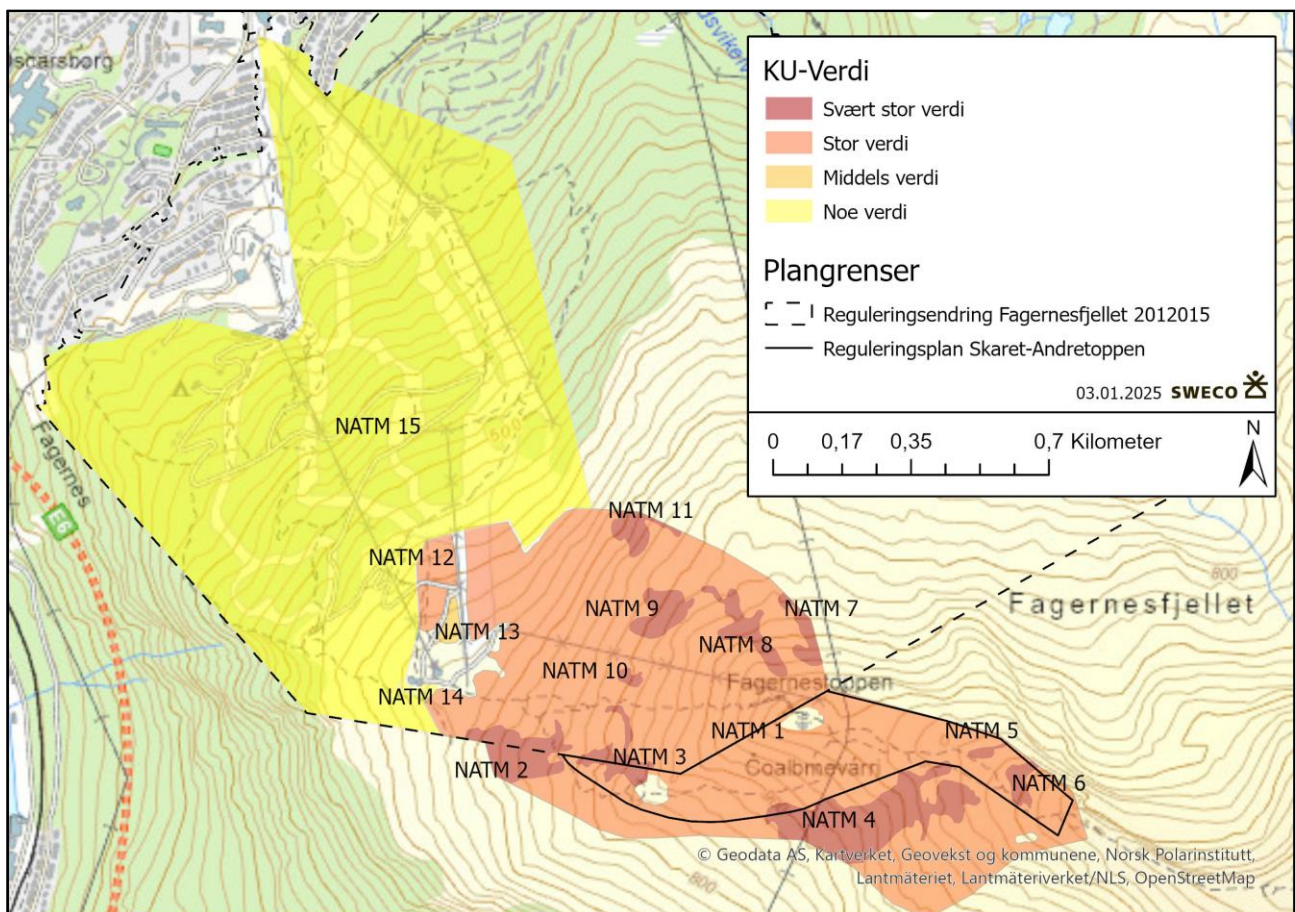 KU-Verdi
Svært stor verdi
Stor verdi
Middels verdi
Noe verdi
Plangrenser
Reguleringsendring Fagernesfjellet 2012015
Reguleringsplan Skaret-Andretoppen
03.01.2025 SWECO
N
0 0,17 0,35 0,7 Kilometer
Fagernes
E6
500
NATM 15
NATM 11
NATM 12
NATM 9
NATM 7
800
Fagernesfjellet
NATM 13
NATM 8
NATM 10
Fagernestoppen
NATM 14
NATM 1
NATM 5
NATM 3
NATM 2
NATM 6
NATM 4
800
© Geodata AS, Kartverket, Geovekst og kommunene, Norsk Polarinstitutt,
Lantmäteriet, Lantmäteriverket/NLS, OpenStreetMap